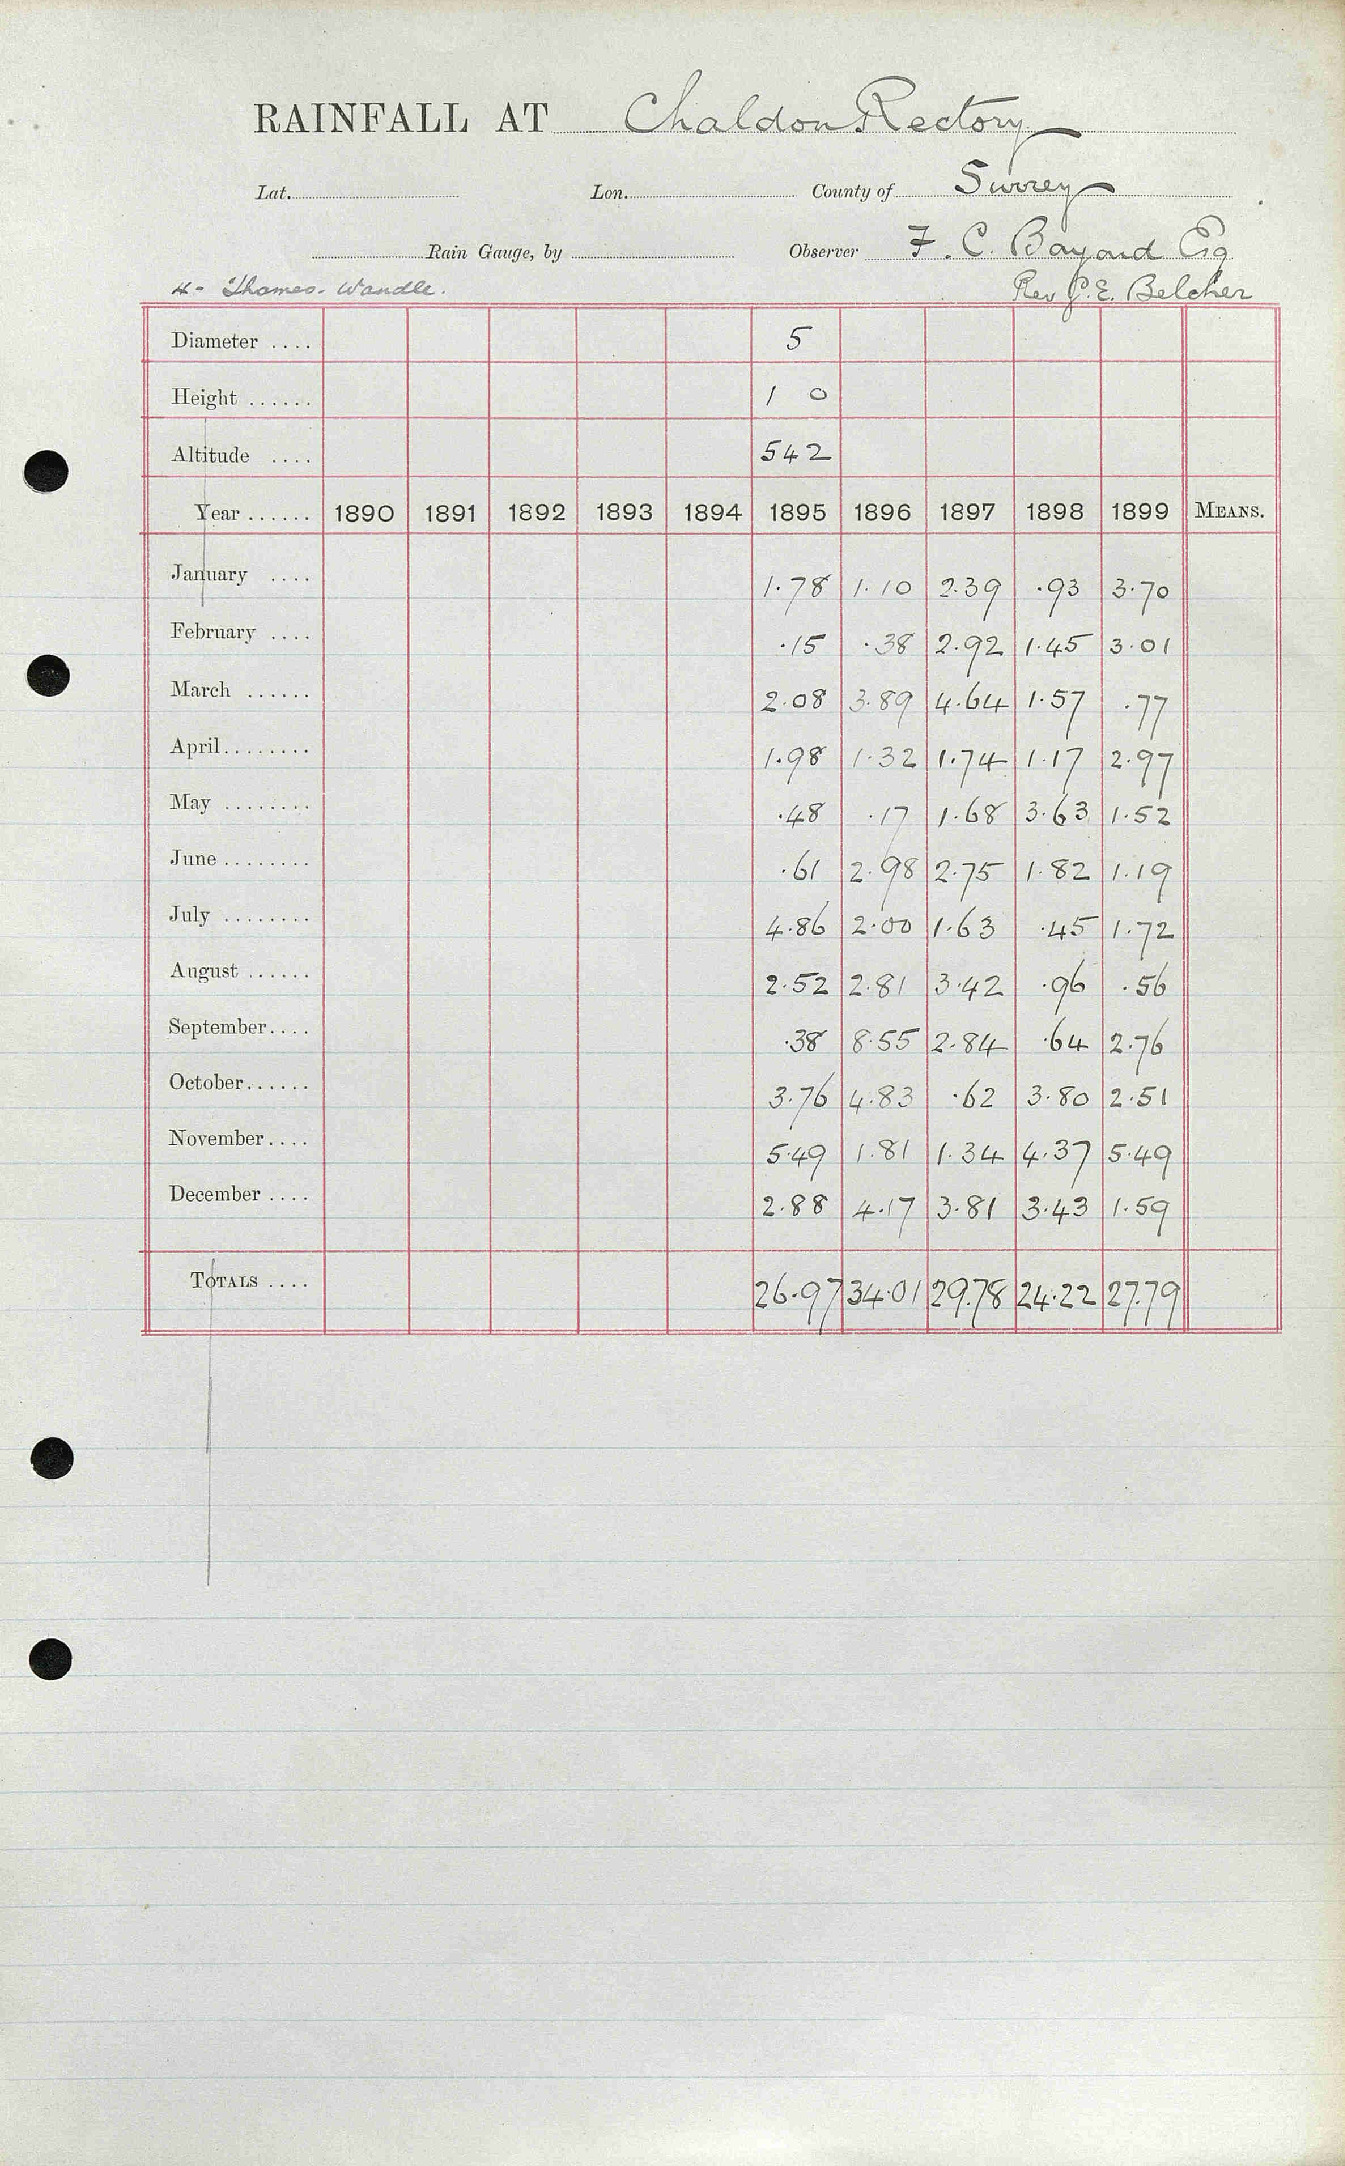 RAINFALL AT Chaldon Rectory
Lat. Lon. County of Surrey
Rain Gauge, by Observer F. C. Bayard Esq
4 - Thames - Wandle. Rev G. E. Belcher
Diameter .... 5
Height ...... 1 0
Altitude .... 542
Year ...... 1890 1891 1892 1893 1894 1895 1896 1897 1898 1899 MEANS.
January .... 1.78 1.10 2.39 .93 3.70
February .... .15 .38 2.92 1.45 3.01
March ...... 2.08 3.89 4.64 1.57 .77
April........ 1.98 1.32 1.74 1.17 2.97
May ........ .48 .17 1.68 3.63 1.52
June ........ .61 2.98 2.75 1.82 1.19
July ........ 4.86 2.00 1.63 .45 1.72
August ...... 2.52 2.81 3.42 .96 .56
September.... .38 8.55 2.84 .64 2.76
October...... 3.76 4.83 .62 3.80 2.51
November.... 5.49 1.81 1.34 4.37 5.49
December .... 2.88 4.17 3.81 3.43 1.59
TOTALS .... 26.97 34.01 29.78 24.22 27.79